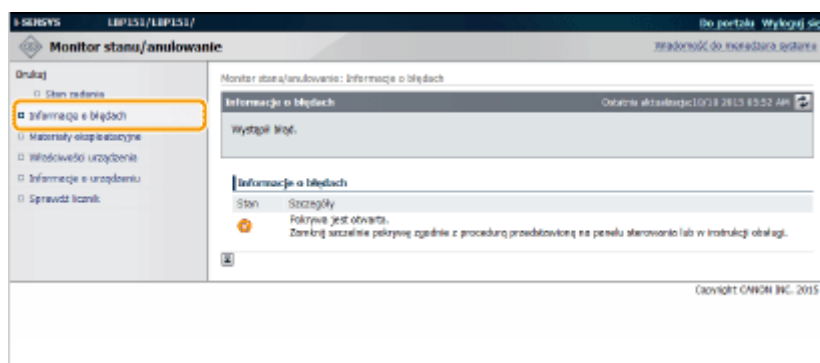 i-SENSYS LBP151/LBP151/
Do portalu Wyloguj się
Monitor stanu/anulowanie
Wiadomość do menedżera systemu
Drukuj
Stan zadania
Informacje o błędach
Materiały eksploatacyjne
Właściwości urządzenia
Informacje o urządzeniu
Sprawdź licznik
Monitor stanu/anulowanie: Informacje o błędach
Informacje o błędach
Ostatnia aktualizacja:10/10 2015 05:52 AM
Wystąpił błąd.
Informacje o błędach
Stan Szczegóły
Pokrywa jest otwarta.
Zamknij szczelnie pokrywę zgodnie z procedurą przedstawioną na panelu sterowania lub w instrukcji obsługi.
Copyright CANON INC. 2015